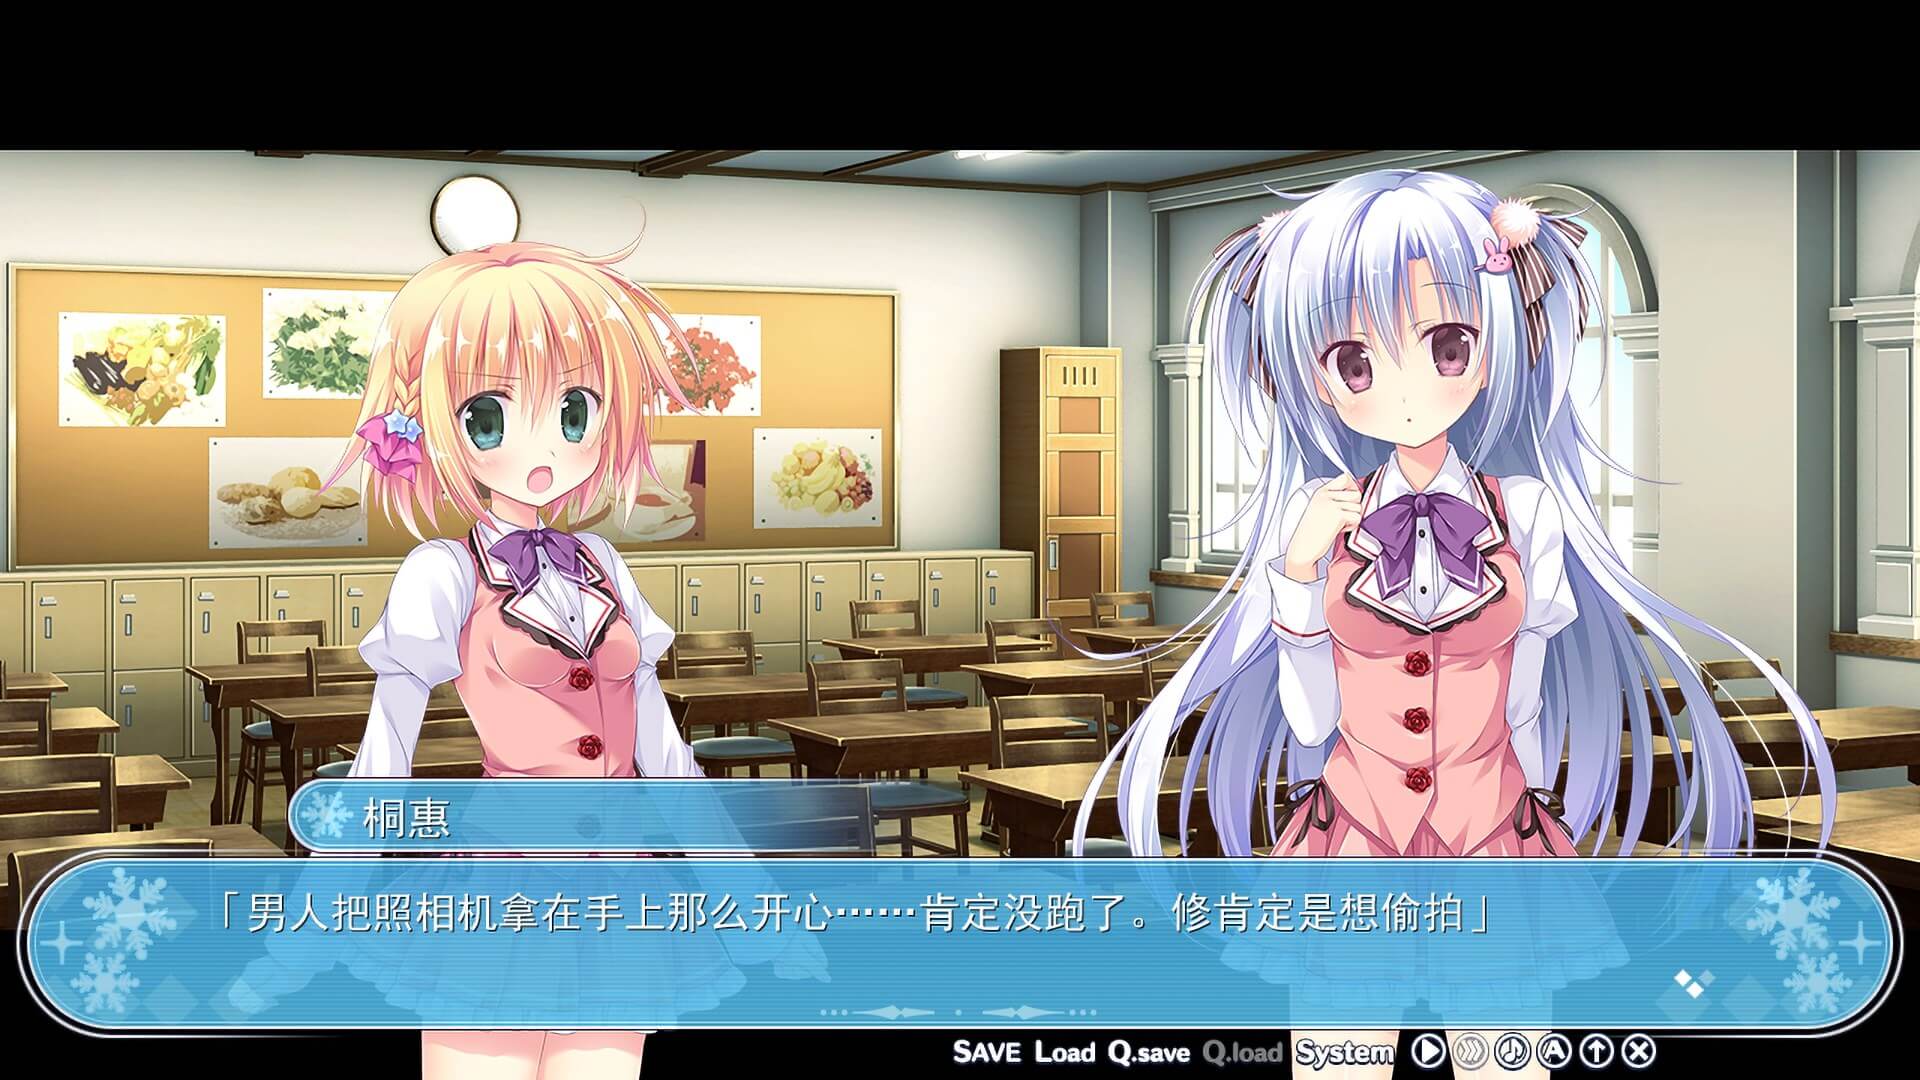 桐惠
「男人把照相机拿在手上那么开心……肯定没跑了。修肯定是想偷拍」
SAVE Load Q.save Q.load System A